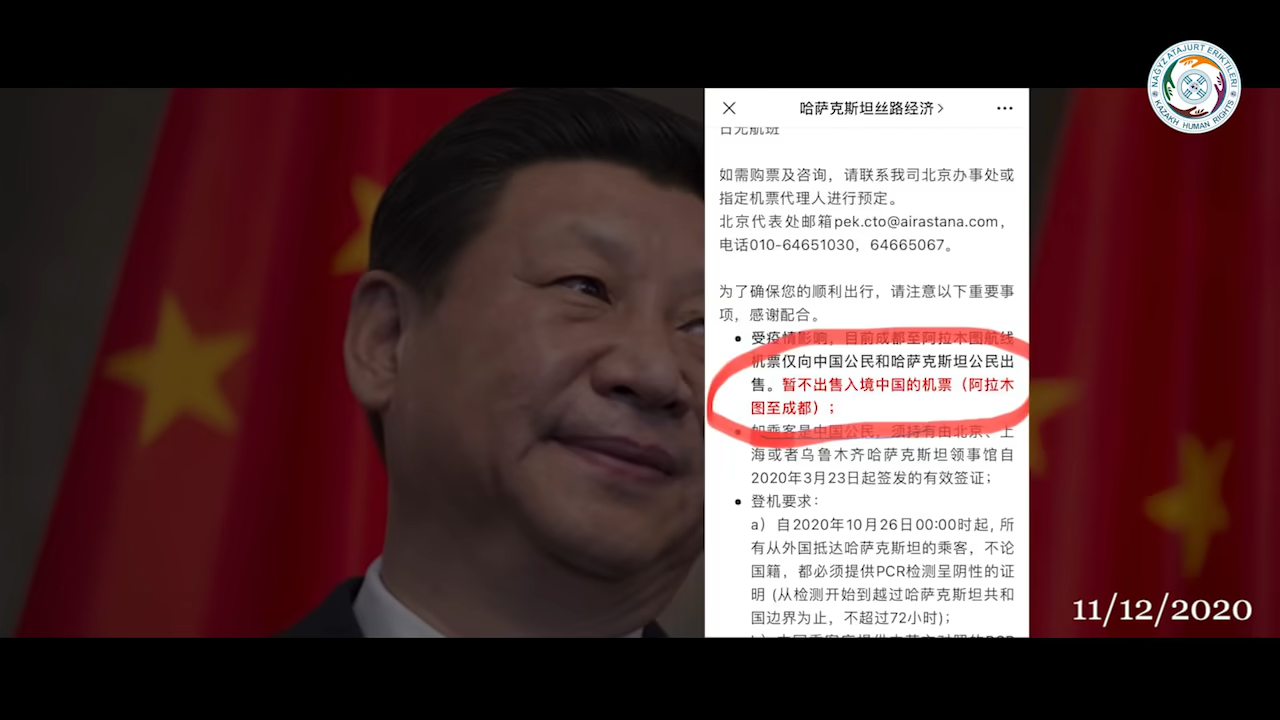 NAǴYZ ATAJURT ERIKTILERI
KAZAKH HUMAN RIGHTS
哈萨克斯坦丝路经济
日无航班
如需购票及咨询，请联系我司北京办事处或
指定机票代理人进行预定。
北京代表处邮箱pek.cto@airastana.com，
电话010-64651030，64665067。
为了确保您的顺利出行，请注意以下重要事
项，感谢配合。
受疫情影响，目前成都至阿拉木图航线
机票仅向中国公民和哈萨克斯坦公民出
售。暂不出售入境中国的机票（阿拉木
图至成都）；
如乘客是中国公民，须持有由北京、上
海或者乌鲁木齐哈萨克斯坦领事馆自
2020年3月23日起签发的有效签证；
登机要求：
a）自2020年10月26日00:00时起, 所
有从外国抵达哈萨克斯坦的乘客，不论
国籍，都必须提供PCR检测呈阴性的证
明 (从检测开始到越过哈萨克斯坦共和
国边界为止，不超过72小时)；
11/12/2020